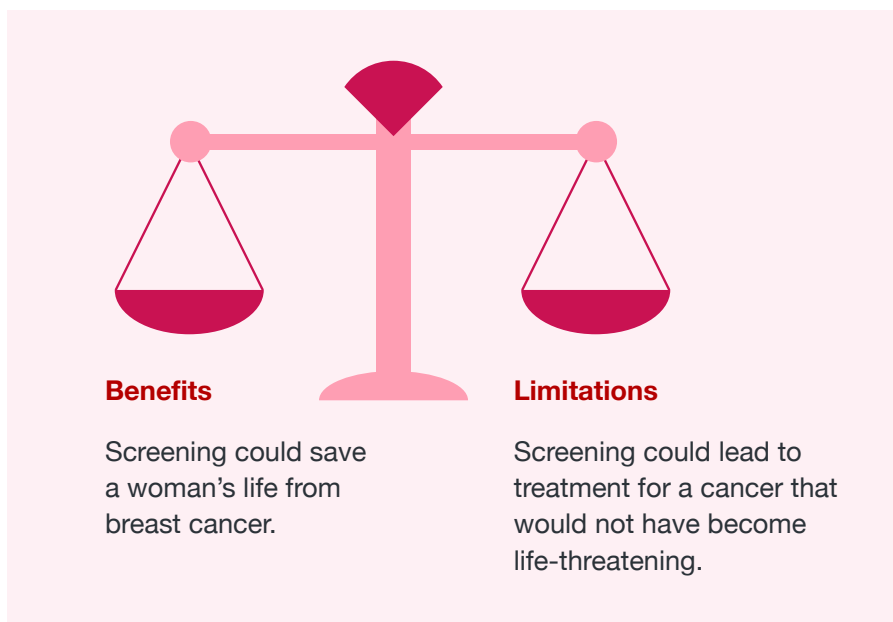 Benefits
Screening could save
a woman’s life from
breast cancer.
Limitations
Screening could lead to
treatment for a cancer that
would not have become
life-threatening.